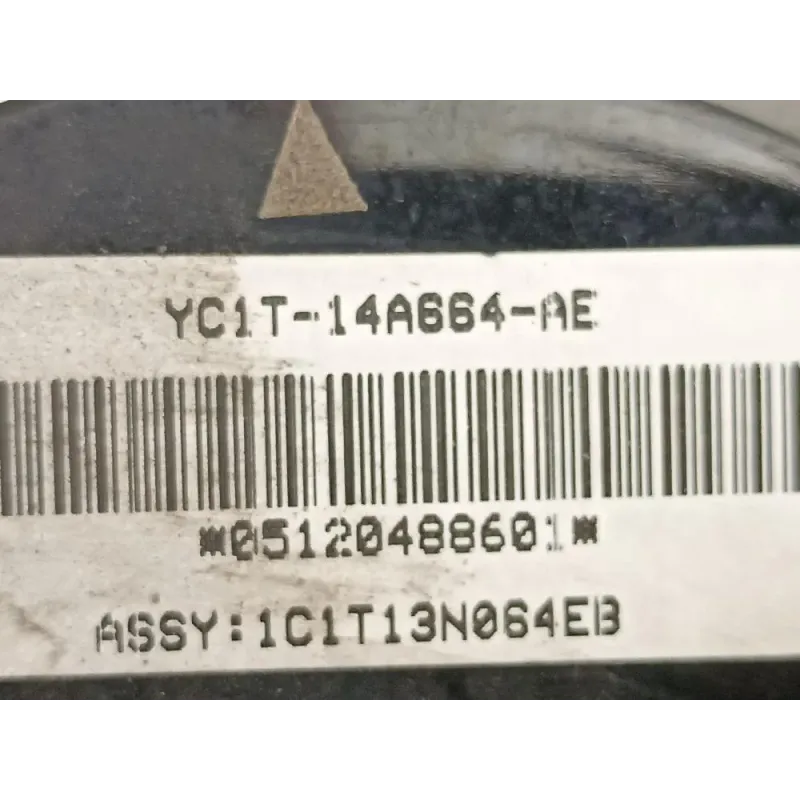 YC1T-14A664-AE
*05120488601*
ASSY:1C1T13N064EB